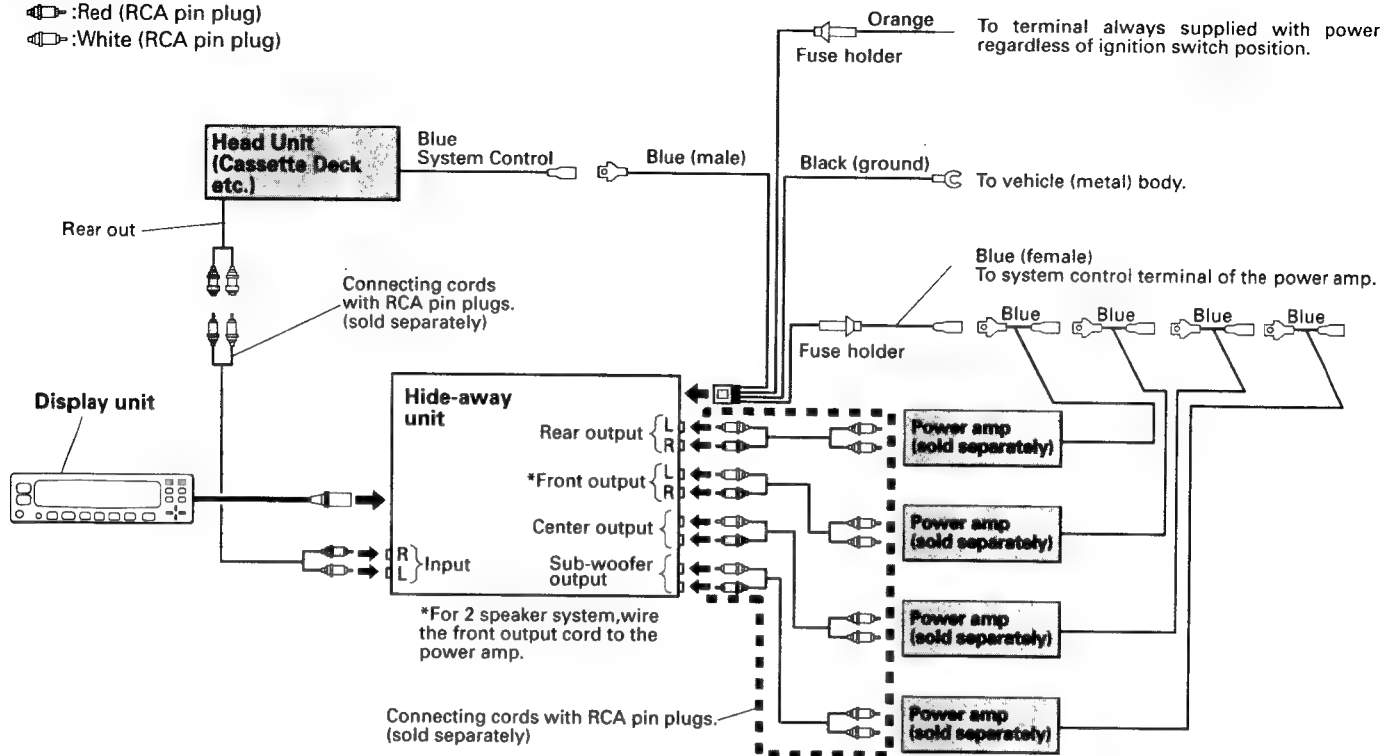 :Red (RCA pin plug)
:White (RCA pin plug)
Orange
Fuse holder
To terminal always supplied with power
regardless of ignition switch position.
Head Unit
(Cassette Deck
etc.)
Blue
System Control
Blue (male)
Black (ground)
To vehicle (metal) body.
Rear out
Connecting cords
with RCA pin plugs.
(sold separately)
Blue (female)
To system control terminal of the power amp.
Blue
Blue
Blue
Blue
Fuse holder
Display unit
Hide-away
unit
Rear output
L
R
*Front output
L
R
Center output
Sub-woofer
output
R
L
Input
*For 2 speaker system,wire
the front output cord to the
power amp.
Connecting cords with RCA pin plugs.
(sold separately)
Power amp
(sold separately)
Power amp
(sold separately)
Power amp
(sold separately)
Power amp
(sold separately)